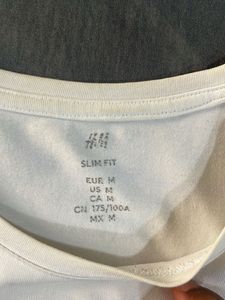 H&M
SLIM FIT
EUR M
US M
CA M
CN 175/100A
MX M